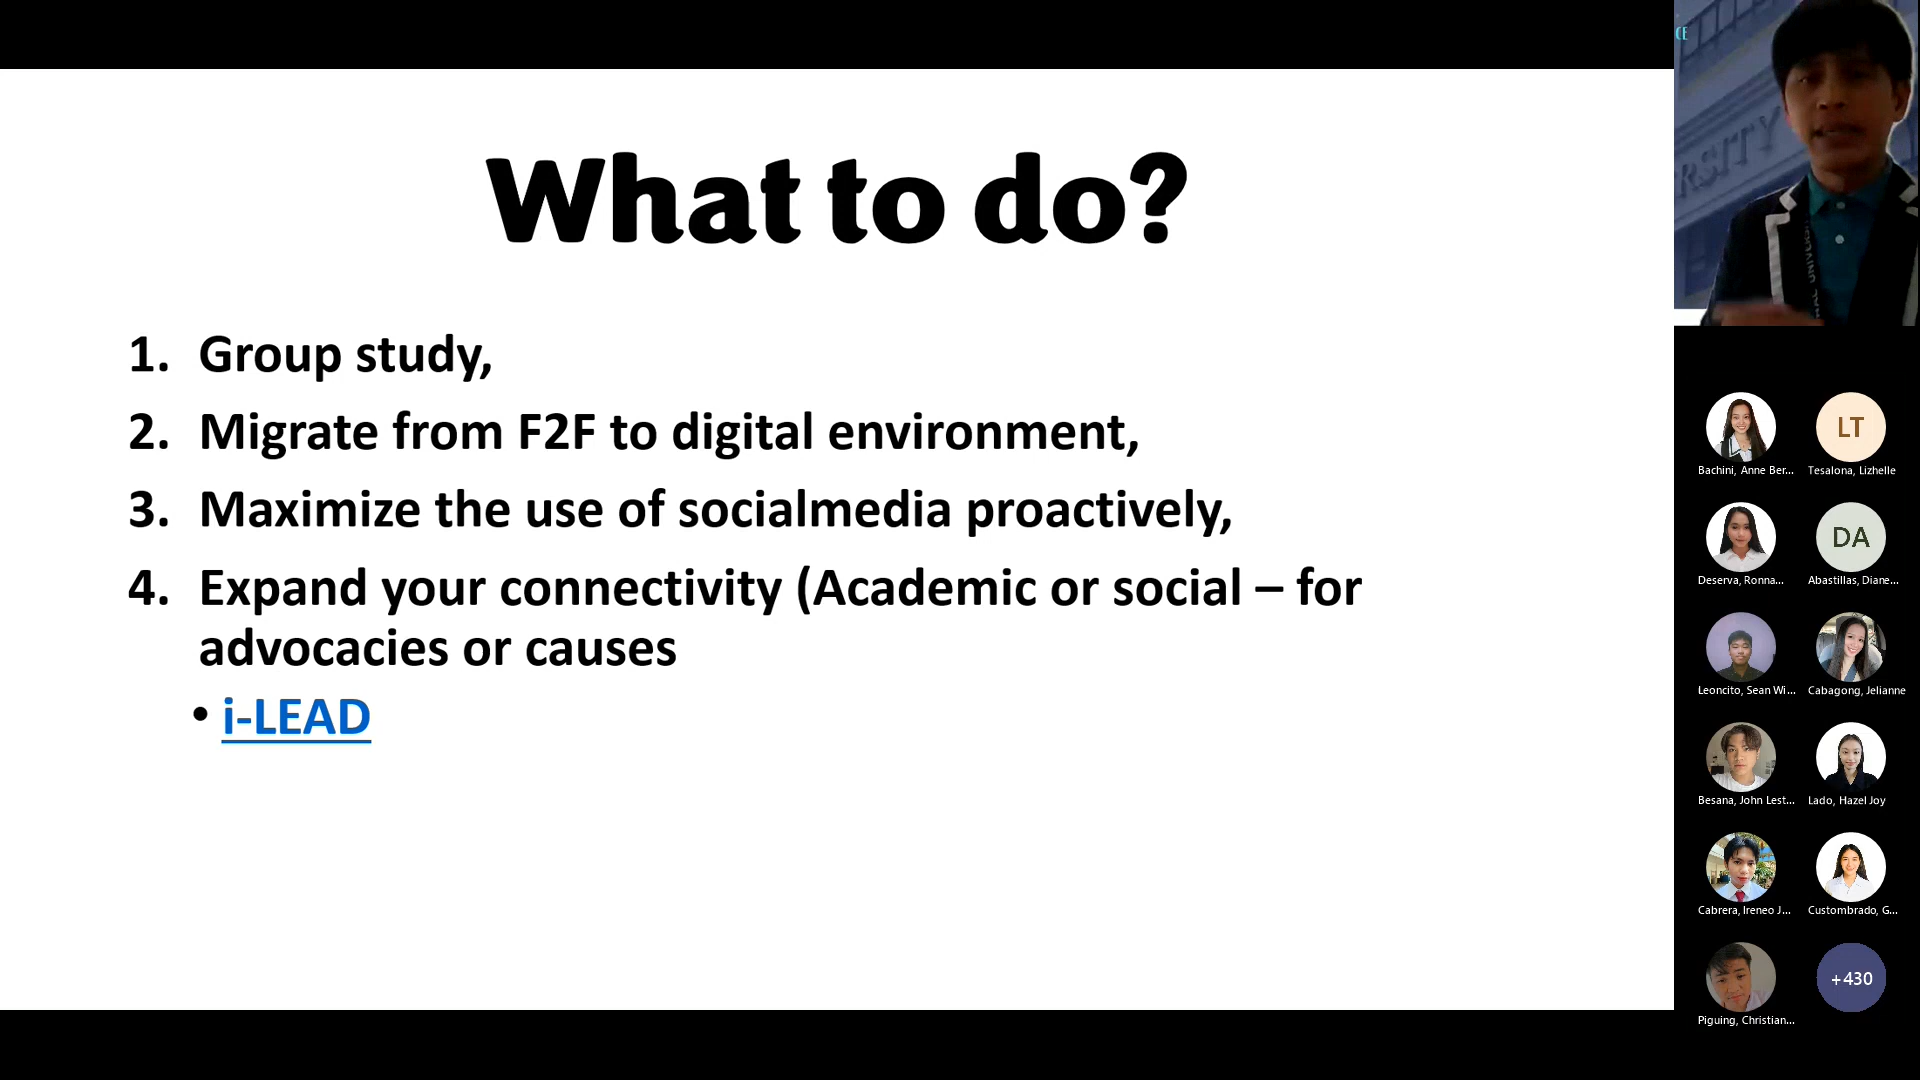 What to do?
1. Group study,
2. Migrate from F2F to digital environment,
3. Maximize the use of socialmedia proactively,
4. Expand your connectivity (Academic or social – for
advocacies or causes
• i-LEAD
CE
RSITY
Bachini, Anne Ber...
LT
Tesalona, Lizhelle
Deserva, Ronna...
DA
Abastillas, Diane...
Leoncito, Sean Wi...
Cabagong, Jelianne
Besana, John Lest...
Lado, Hazel Joy
Cabrera, Ireneo J...
Custombrado, G...
Piguing, Christian...
+430